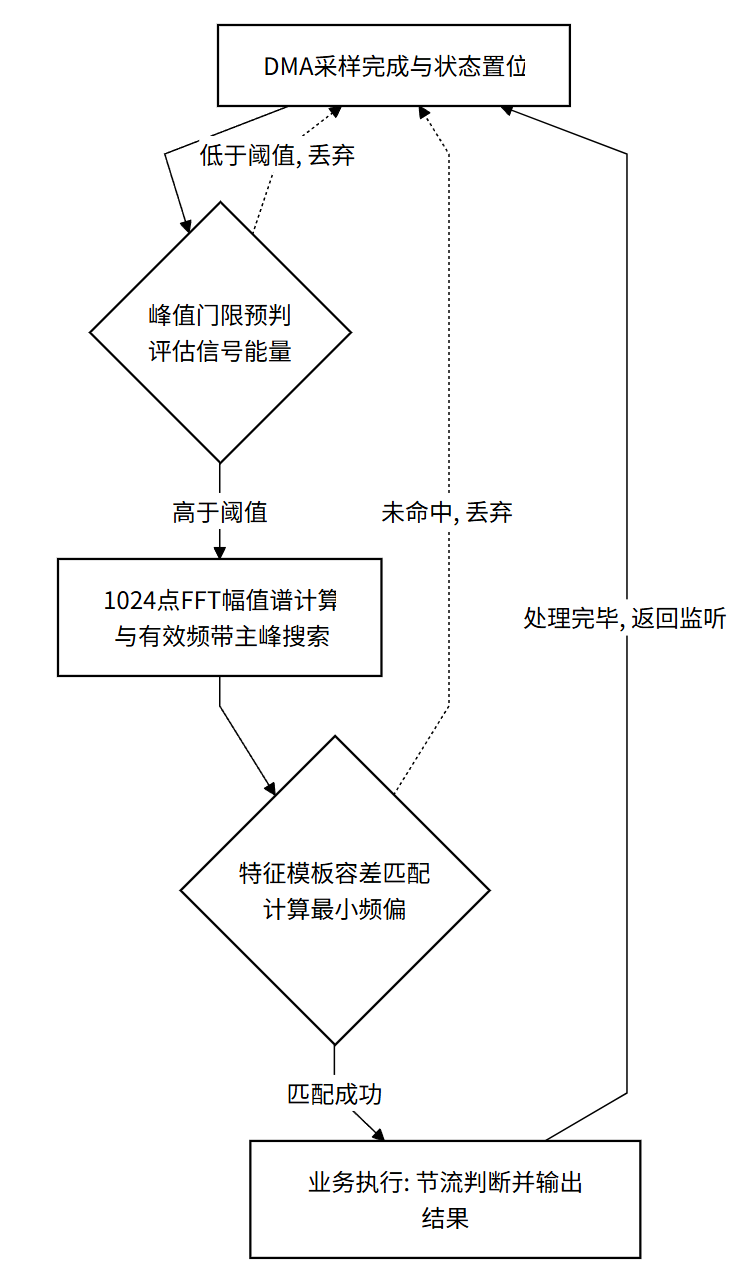 DMA采样完成与状态置位
低于阈值, 丢弃
峰值门限预判
评估信号能量
高于阈值
未命中, 丢弃
1024点FFT幅值谱计算
与有效频带主峰搜索
处理完毕, 返回监听
特征模板容差匹配
计算最小频偏
匹配成功
业务执行: 节流判断并输出
结果